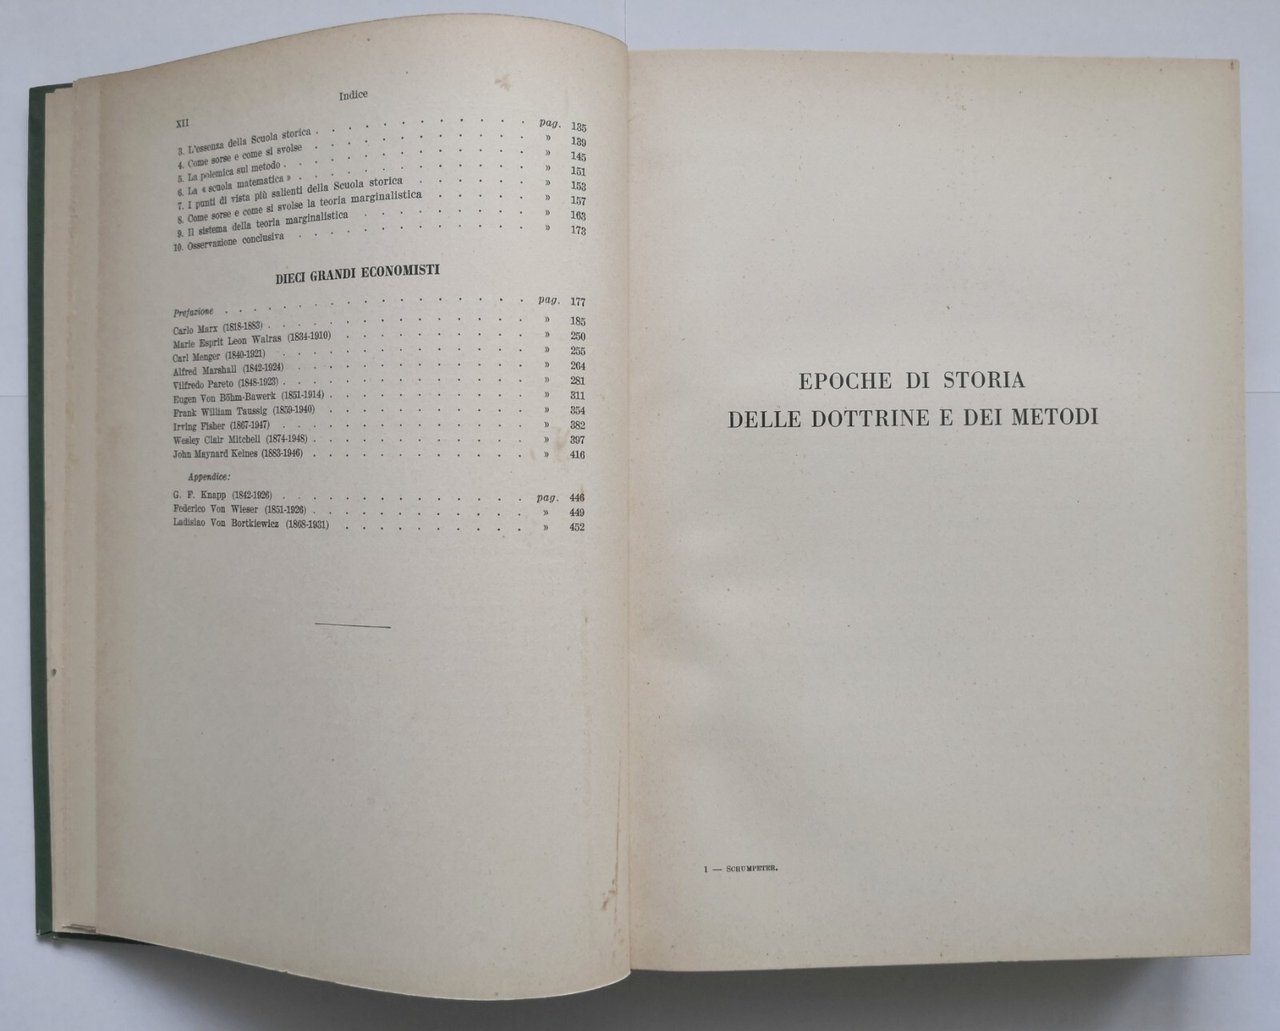 Indice
XII
3. L'essenza della Scuola storica . . . . . . . . . . pag. 135
4. Come sorse e come si svolse . . . . . . . . . . » 139
5. La polemica sul metodo . . . . . . . . . . . » 145
6. La « scuola matematica » . . . . . . . . . . » 151
7. I punti di vista più salienti della Scuola storica . . . . . . » 153
8. Come sorse e come si svolse la teoria marginalistica . . . . . » 157
9. Il sistema della teoria marginalistica . . . . . . . . » 163
10. Osservazione conclusiva . . . . . . . . . . » 173
DIECI GRANDI ECONOMISTI
Prefazione . . . . . . . . . . . . . pag. 177
Carlo Marx (1818-1883) . . . . . . . . . . . » 185
Marie Esprit Leon Walras (1834-1910) . . . . . . . . » 250
Carl Menger (1840-1921) . . . . . . . . . . . » 255
Alfred Marshall (1842-1924) . . . . . . . . . . » 264
Vilfredo Pareto (1848-1923) . . . . . . . . . . » 281
Eugen Von Böhm-Bawerk (1851-1914) . . . . . . . . . » 311
Frank William Taussig (1859-1940) . . . . . . . . . » 354
Irving Fisher (1867-1947) . . . . . . . . . . . » 382
Wesley Clair Mitchell (1874-1948) . . . . . . . . . » 397
John Maynard Keines (1883-1946) . . . . . . . . . » 416
Appendice:
G. F. Knapp (1842-1926) . . . . . . . . . . . pag. 446
Federico Von Wieser (1851-1926) . . . . . . . . . » 449
Ladislao Von Bortkiewicz (1868-1931) . . . . . . . . » 452
EPOCHE DI STORIA
DELLE DOTTRINE E DEI METODI
1 — SCHUMPETER.